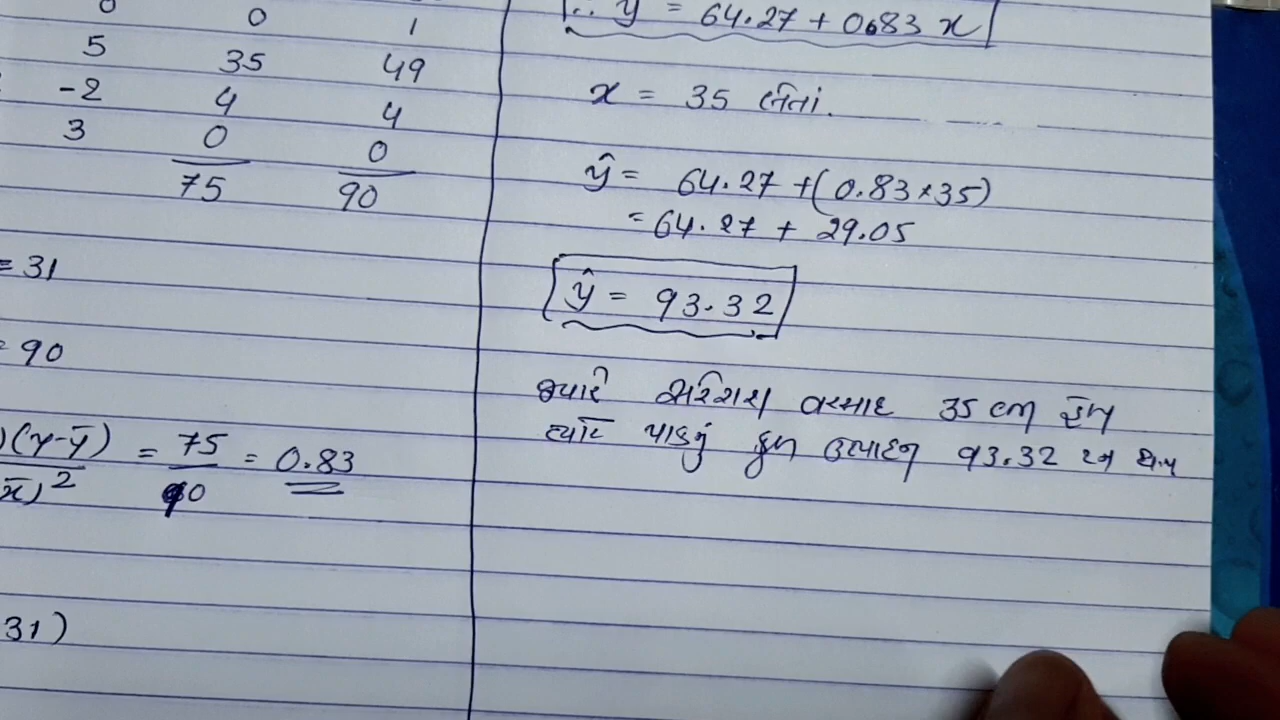 0 0 1
5 35 49
-2 4 4
3 0 0
75 90
= 31
= 90
)(y-ȳ) = 75 = 0.83
x̄)² 90
31)
∴ ŷ = 64.27 + 0.83 x
x = 35 લેતાં.
ŷ = 64.27 + (0.83×35)
= 64.27 + 29.05
ŷ = 93.32
જ્યારે સરેરાશ વરસાદ 35 cm હોય
ત્યારે પાકનું કુલ ઉત્પાદન 93.32 ટન થાય